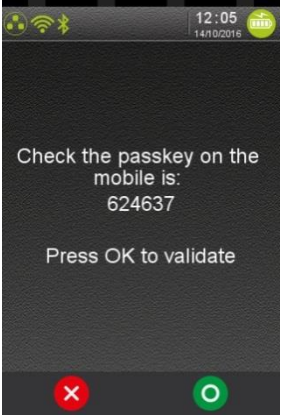 12:05
14/10/2016
Check the passkey on the
mobile is:
624637
Press OK to validate